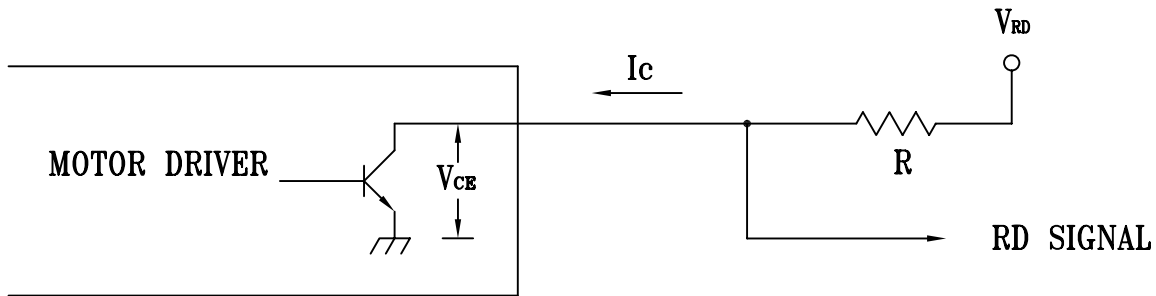 VRD
Ic
MOTOR DRIVER
VCE
R
RD SIGNAL